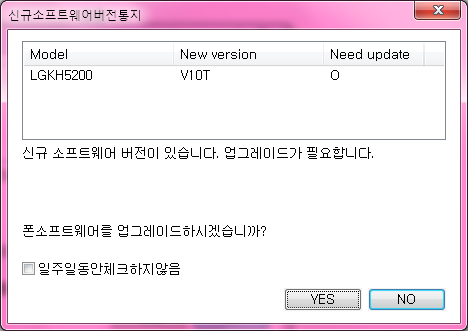 신규소프트웨어버전통지
Model New version Need update
LGKH5200 V10T O
신규 소프트웨어 버전이 있습니다. 업그레이드가 필요합니다.
폰소프트웨어를 업그레이드하시겠습니까?
일주일동안체크하지않음
YES NO